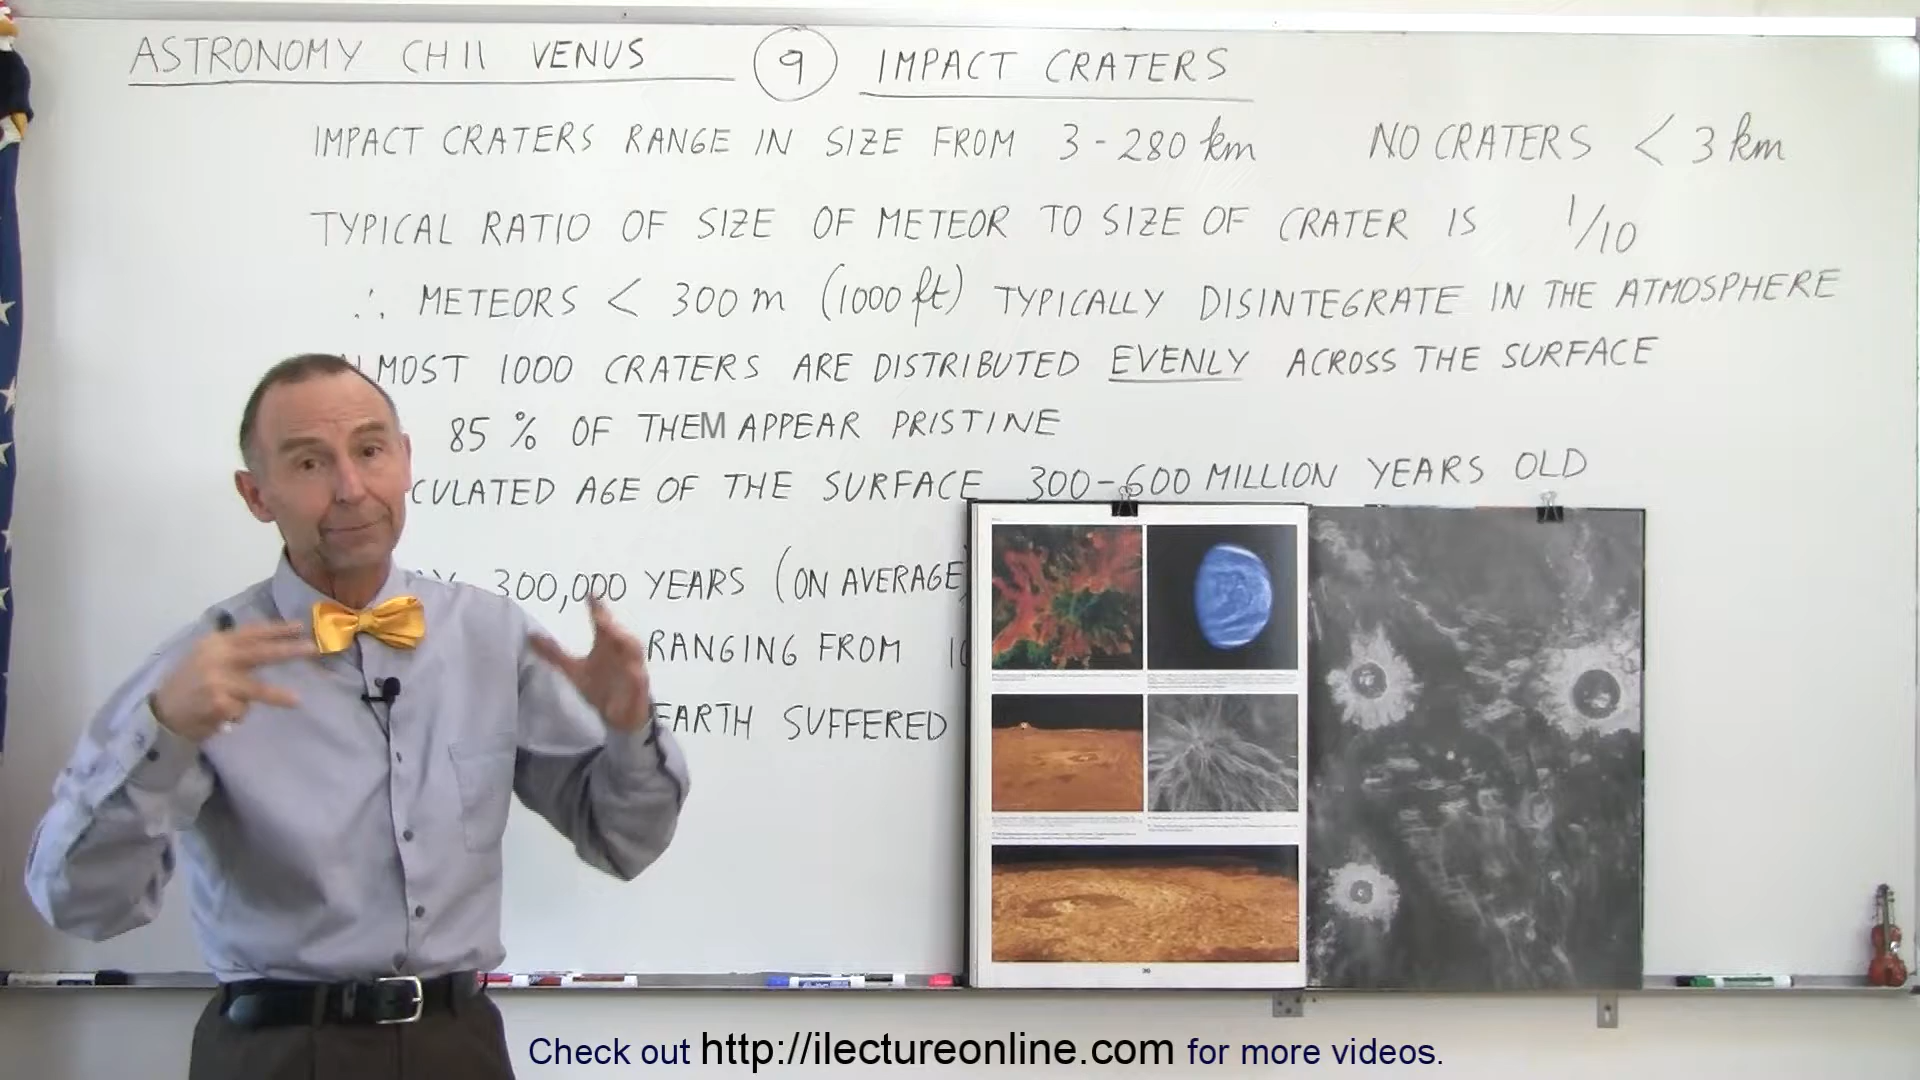 ASTRONOMY CH 11 VENUS 9 IMPACT CRATERS
IMPACT CRATERS RANGE IN SIZE FROM 3-280 km NO CRATERS < 3 km
TYPICAL RATIO OF SIZE OF METEOR TO SIZE OF CRATER IS 1/10
∴ METEORS < 300 m (1000 ft) TYPICALLY DISINTEGRATE IN THE ATMOSPHERE
LMOST 1000 CRATERS ARE DISTRIBUTED EVENLY ACROSS THE SURFACE
85 % OF THEM APPEAR PRISTINE
CULATED AGE OF THE SURFACE 300-600 MILLION YEARS OLD
300,000 YEARS (ON AVERAGE
RANGING FROM
EARTH SUFFERED
Check out http://ilectureonline.com for more videos.